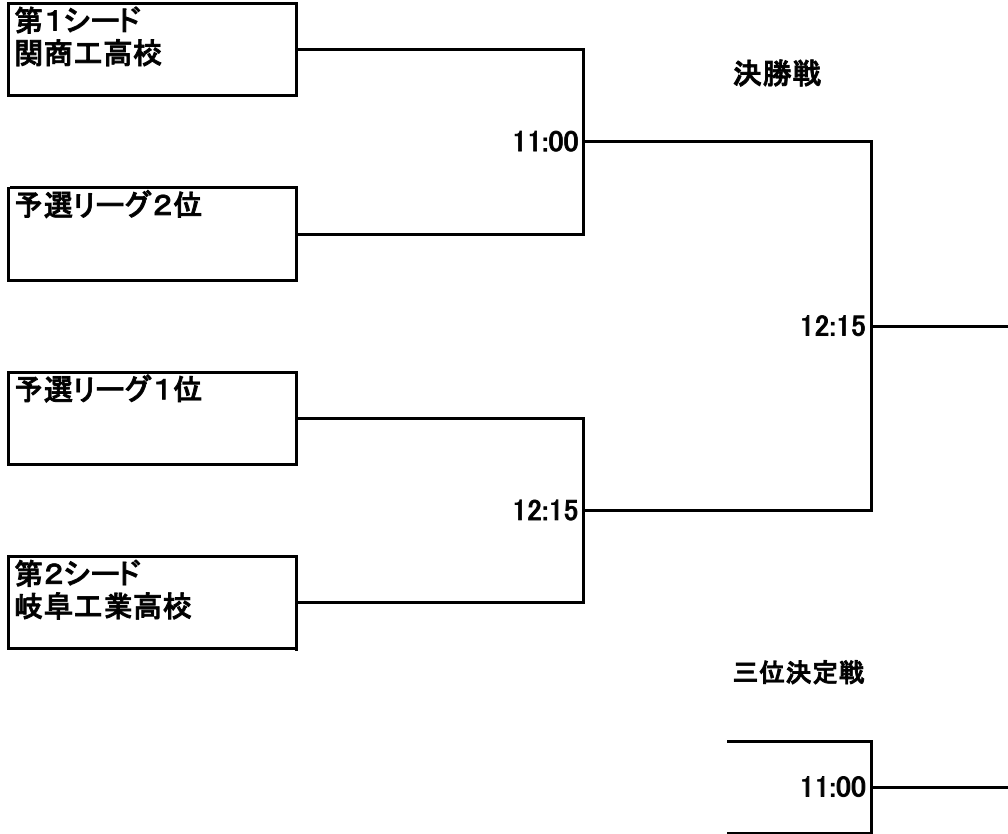 第１シード
関商工高校
決勝戦
11:00
予選リーグ２位
12:15
予選リーグ１位
12:15
第２シード
岐阜工業高校
三位決定戦
11:00